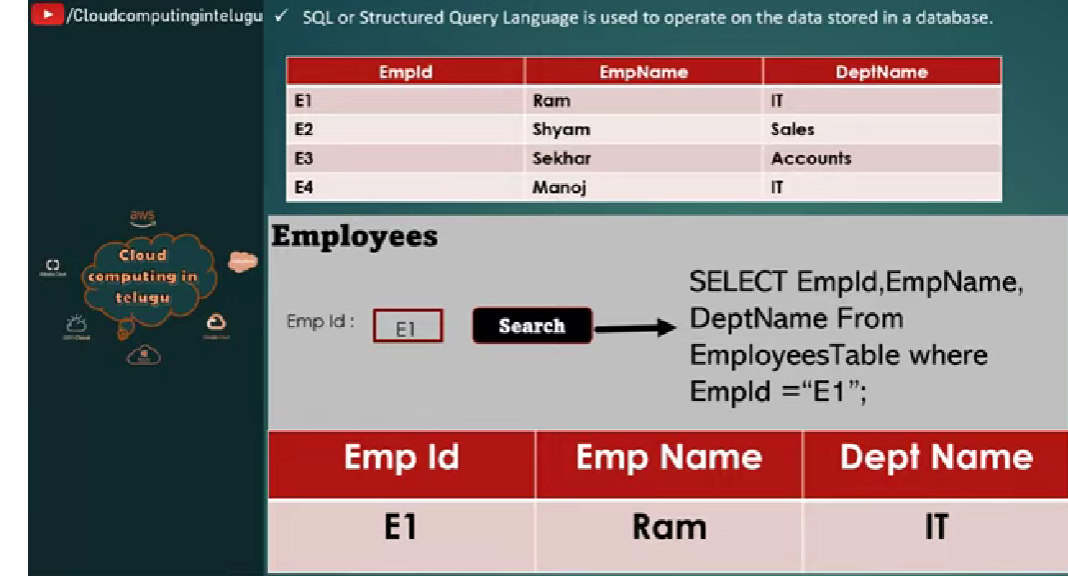 /Cloudcomputingintelugu
✓ SQL or Structured Query Language is used to operate on the data stored in a database.
EmpId EmpName DeptName
E1 Ram IT
E2 Shyam Sales
E3 Sekhar Accounts
E4 Manoj IT
aws
Cloud
computing in
telugu
Employees
Emp Id : E1 Search
SELECT EmpId,EmpName,
DeptName From
EmployeesTable where
EmpId =“E1”;
Emp Id Emp Name Dept Name
E1 Ram IT